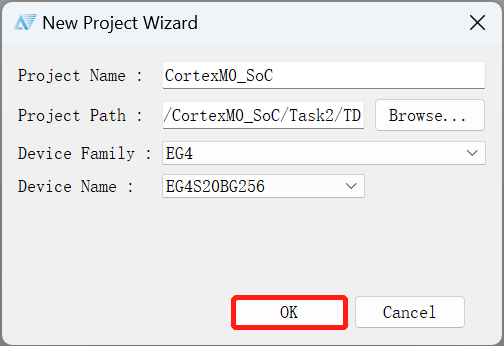 New Project Wizard
Project Name : CortexM0_SoC
Project Path : /CortexM0_SoC/Task2/TD Browse...
Device Family : EG4
Device Name : EG4S20BG256
OK Cancel